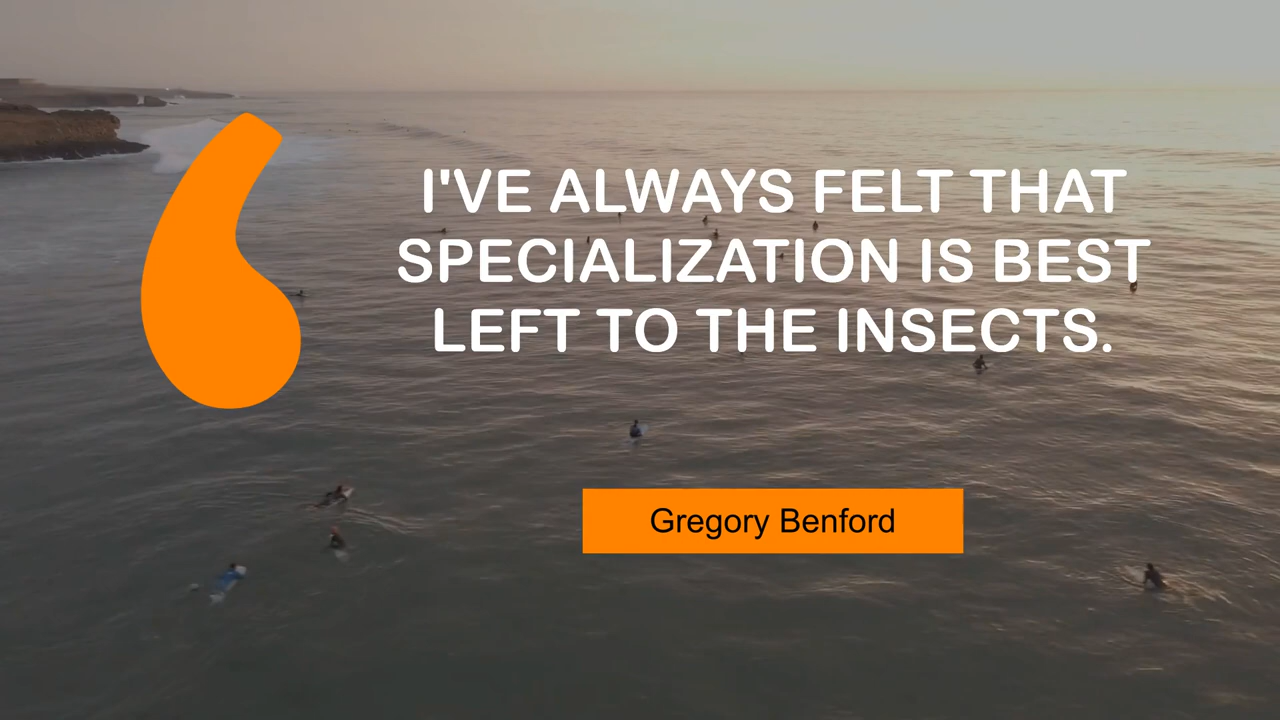 I'VE ALWAYS FELT THAT
SPECIALIZATION IS BEST
LEFT TO THE INSECTS.
Gregory Benford